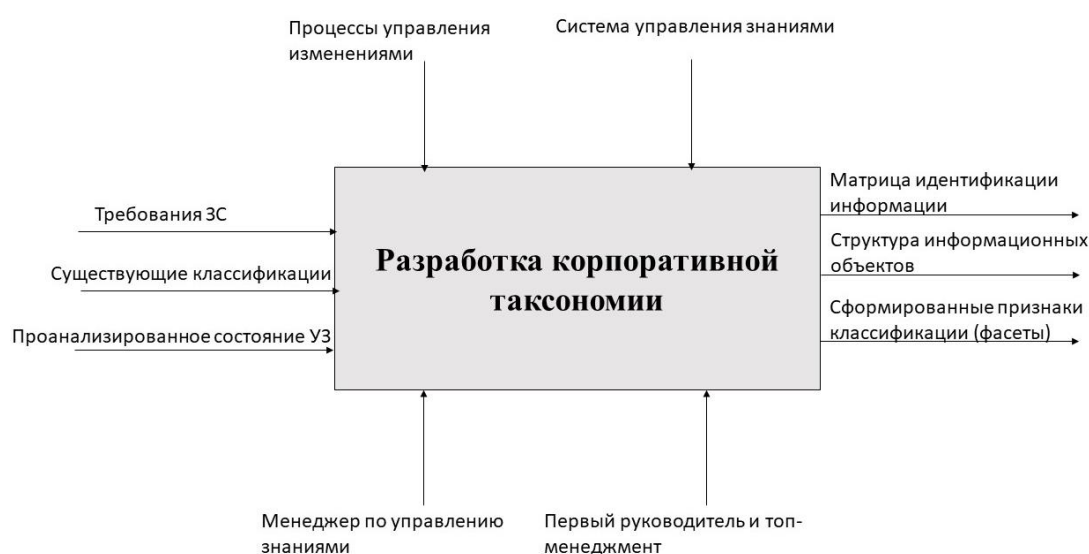 Процессы управления
изменениями
Система управления знаниями
Требования ЗС
Существующие классификации
Проанализированное состояние УЗ
Разработка корпоративной
таксономии
Матрица идентификации
информации
Структура информационных
объектов
Сформированные признаки
классификации (фасеты)
Менеджер по управлению
знаниями
Первый руководитель и топ-
менеджмент